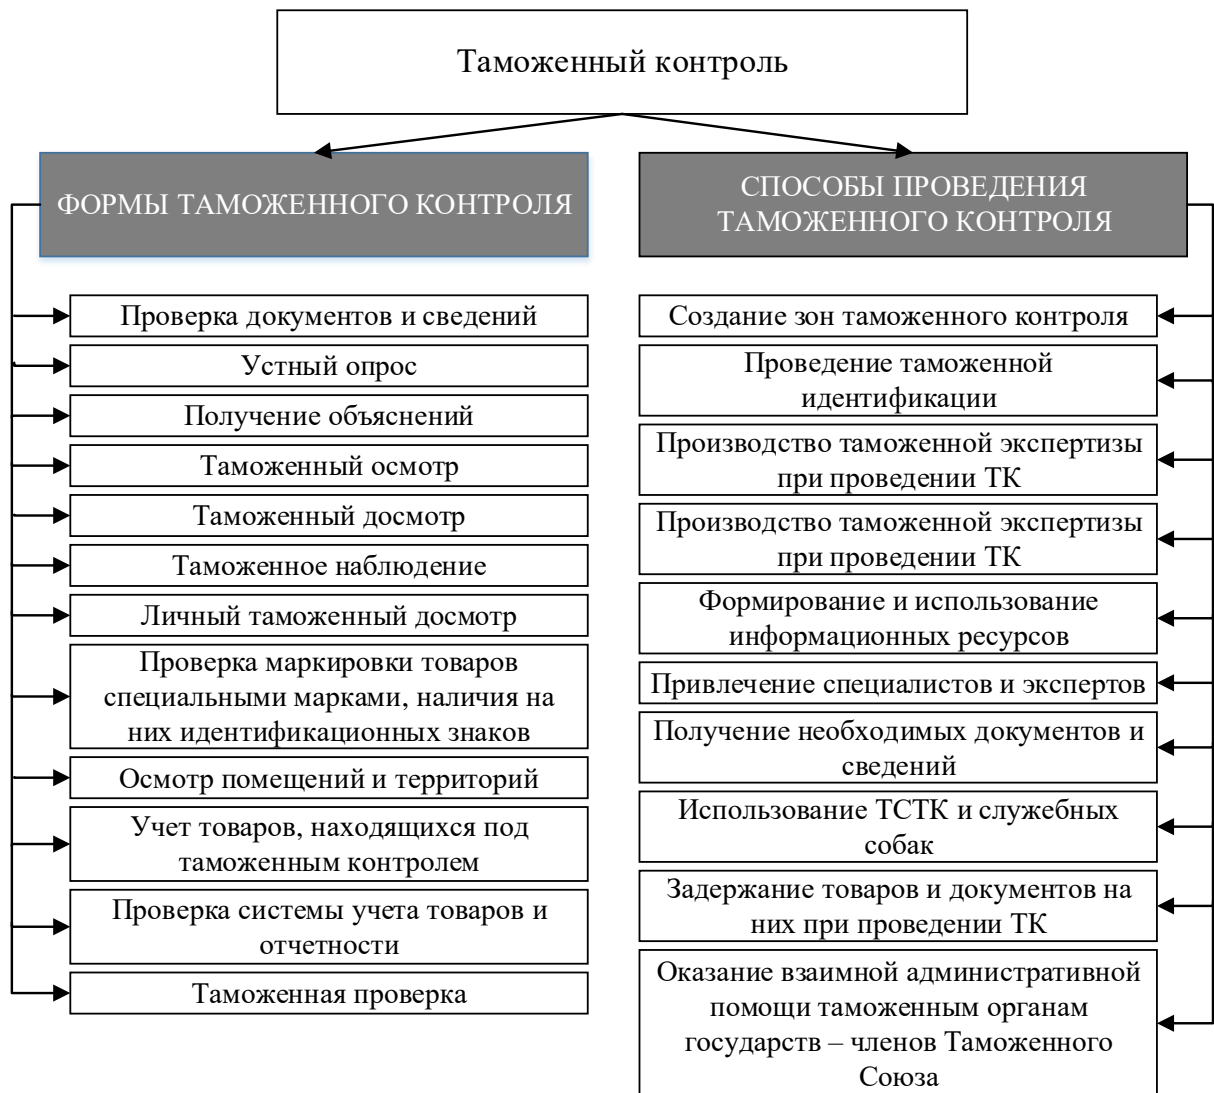 Таможенный контроль
ФОРМЫ ТАМОЖЕННОГО КОНТРОЛЯ
Проверка документов и сведений
Устный опрос
Получение объяснений
Таможенный осмотр
Таможенный досмотр
Таможенное наблюдение
Личный таможенный досмотр
Проверка маркировки товаров
специальными марками, наличия на
них идентификационных знаков
Осмотр помещений и территорий
Учет товаров, находящихся под
таможенным контролем
Проверка системы учета товаров и
отчетности
Таможенная проверка
СПОСОБЫ ПРОВЕДЕНИЯ
ТАМОЖЕННОГО КОНТРОЛЯ
Создание зон таможенного контроля
Проведение таможенной
идентификации
Производство таможенной экспертизы
при проведении ТК
Производство таможенной экспертизы
при проведении ТК
Формирование и использование
информационных ресурсов
Привлечение специалистов и экспертов
Получение необходимых документов и
сведений
Использование ТСТК и служебных
собак
Задержание товаров и документов на
них при проведении ТК
Оказание взаимной административной
помощи таможенным органам
государств – членов Таможенного
Союза